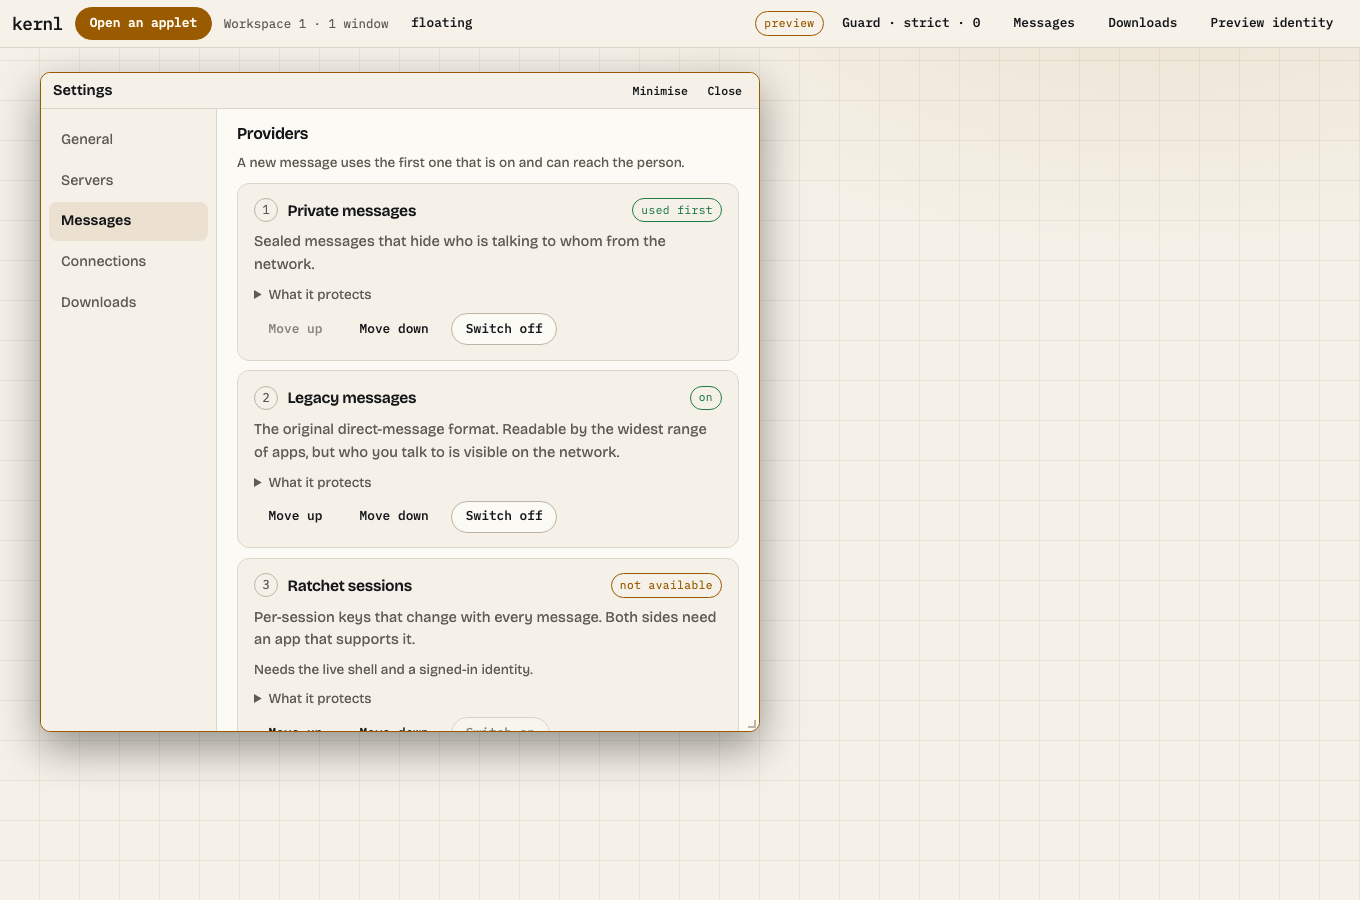 kernl Open an applet Workspace 1 · 1 window floating preview Guard · strict · 0 Messages Downloads Preview identity
Settings Minimise Close
General
Servers
Messages
Connections
Downloads
Providers
A new message uses the first one that is on and can reach the person.
1 Private messages used first
Sealed messages that hide who is talking to whom from the
network.
What it protects
Move up Move down Switch off
2 Legacy messages on
The original direct-message format. Readable by the widest range
of apps, but who you talk to is visible on the network.
What it protects
Move up Move down Switch off
3 Ratchet sessions not available
Per-session keys that change with every message. Both sides need
an app that supports it.
Needs the live shell and a signed-in identity.
What it protects
Move up Move down Switch on